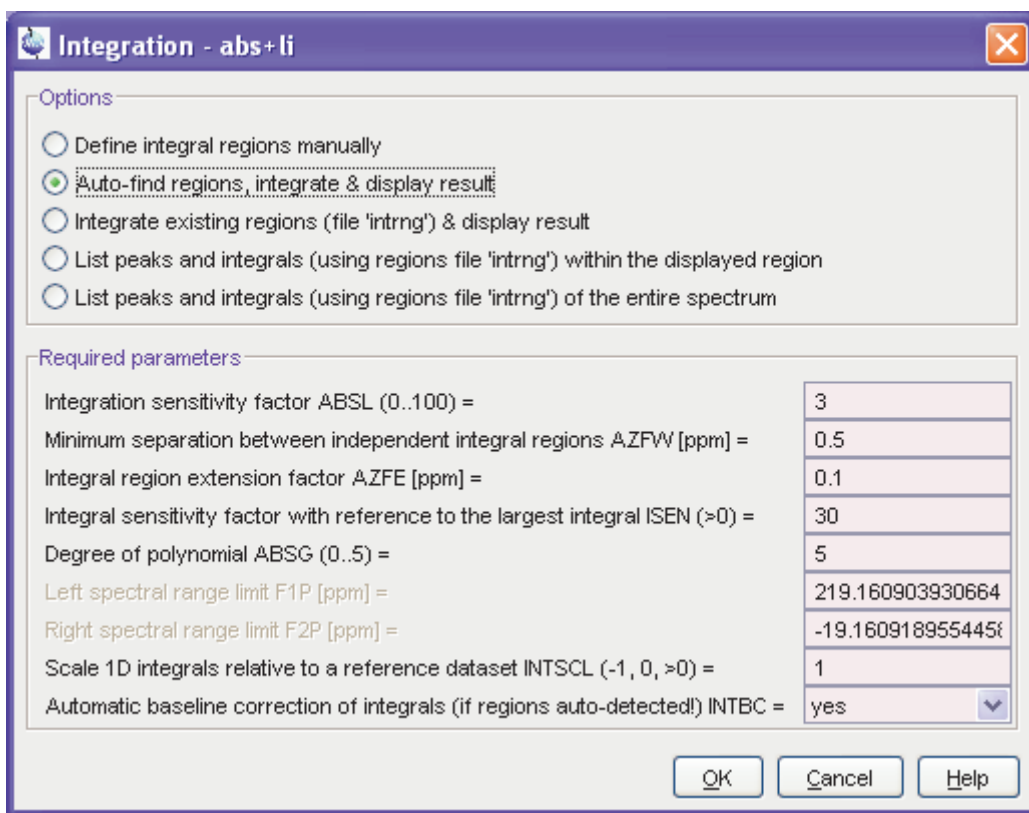 Integration - abs+li
Options
Define integral regions manually
Auto-find regions, integrate & display result
Integrate existing regions (file 'intrng') & display result
List peaks and integrals (using regions file 'intrng') within the displayed region
List peaks and integrals (using regions file 'intrng') of the entire spectrum
Required parameters
Integration sensitivity factor ABSL (0..100) = 3
Minimum separation between independent integral regions AZFW [ppm] = 0.5
Integral region extension factor AZFE [ppm] = 0.1
Integral sensitivity factor with reference to the largest integral ISEN (>0) = 30
Degree of polynomial ABSG (0..5) = 5
Left spectral range limit F1P [ppm] = 219.160903930664
Right spectral range limit F2P [ppm] = -19.1609189554458
Scale 1D integrals relative to a reference dataset INTSCL (-1, 0, >0) = 1
Automatic baseline correction of integrals (if regions auto-detected!) INTBC = yes
OK Cancel Help